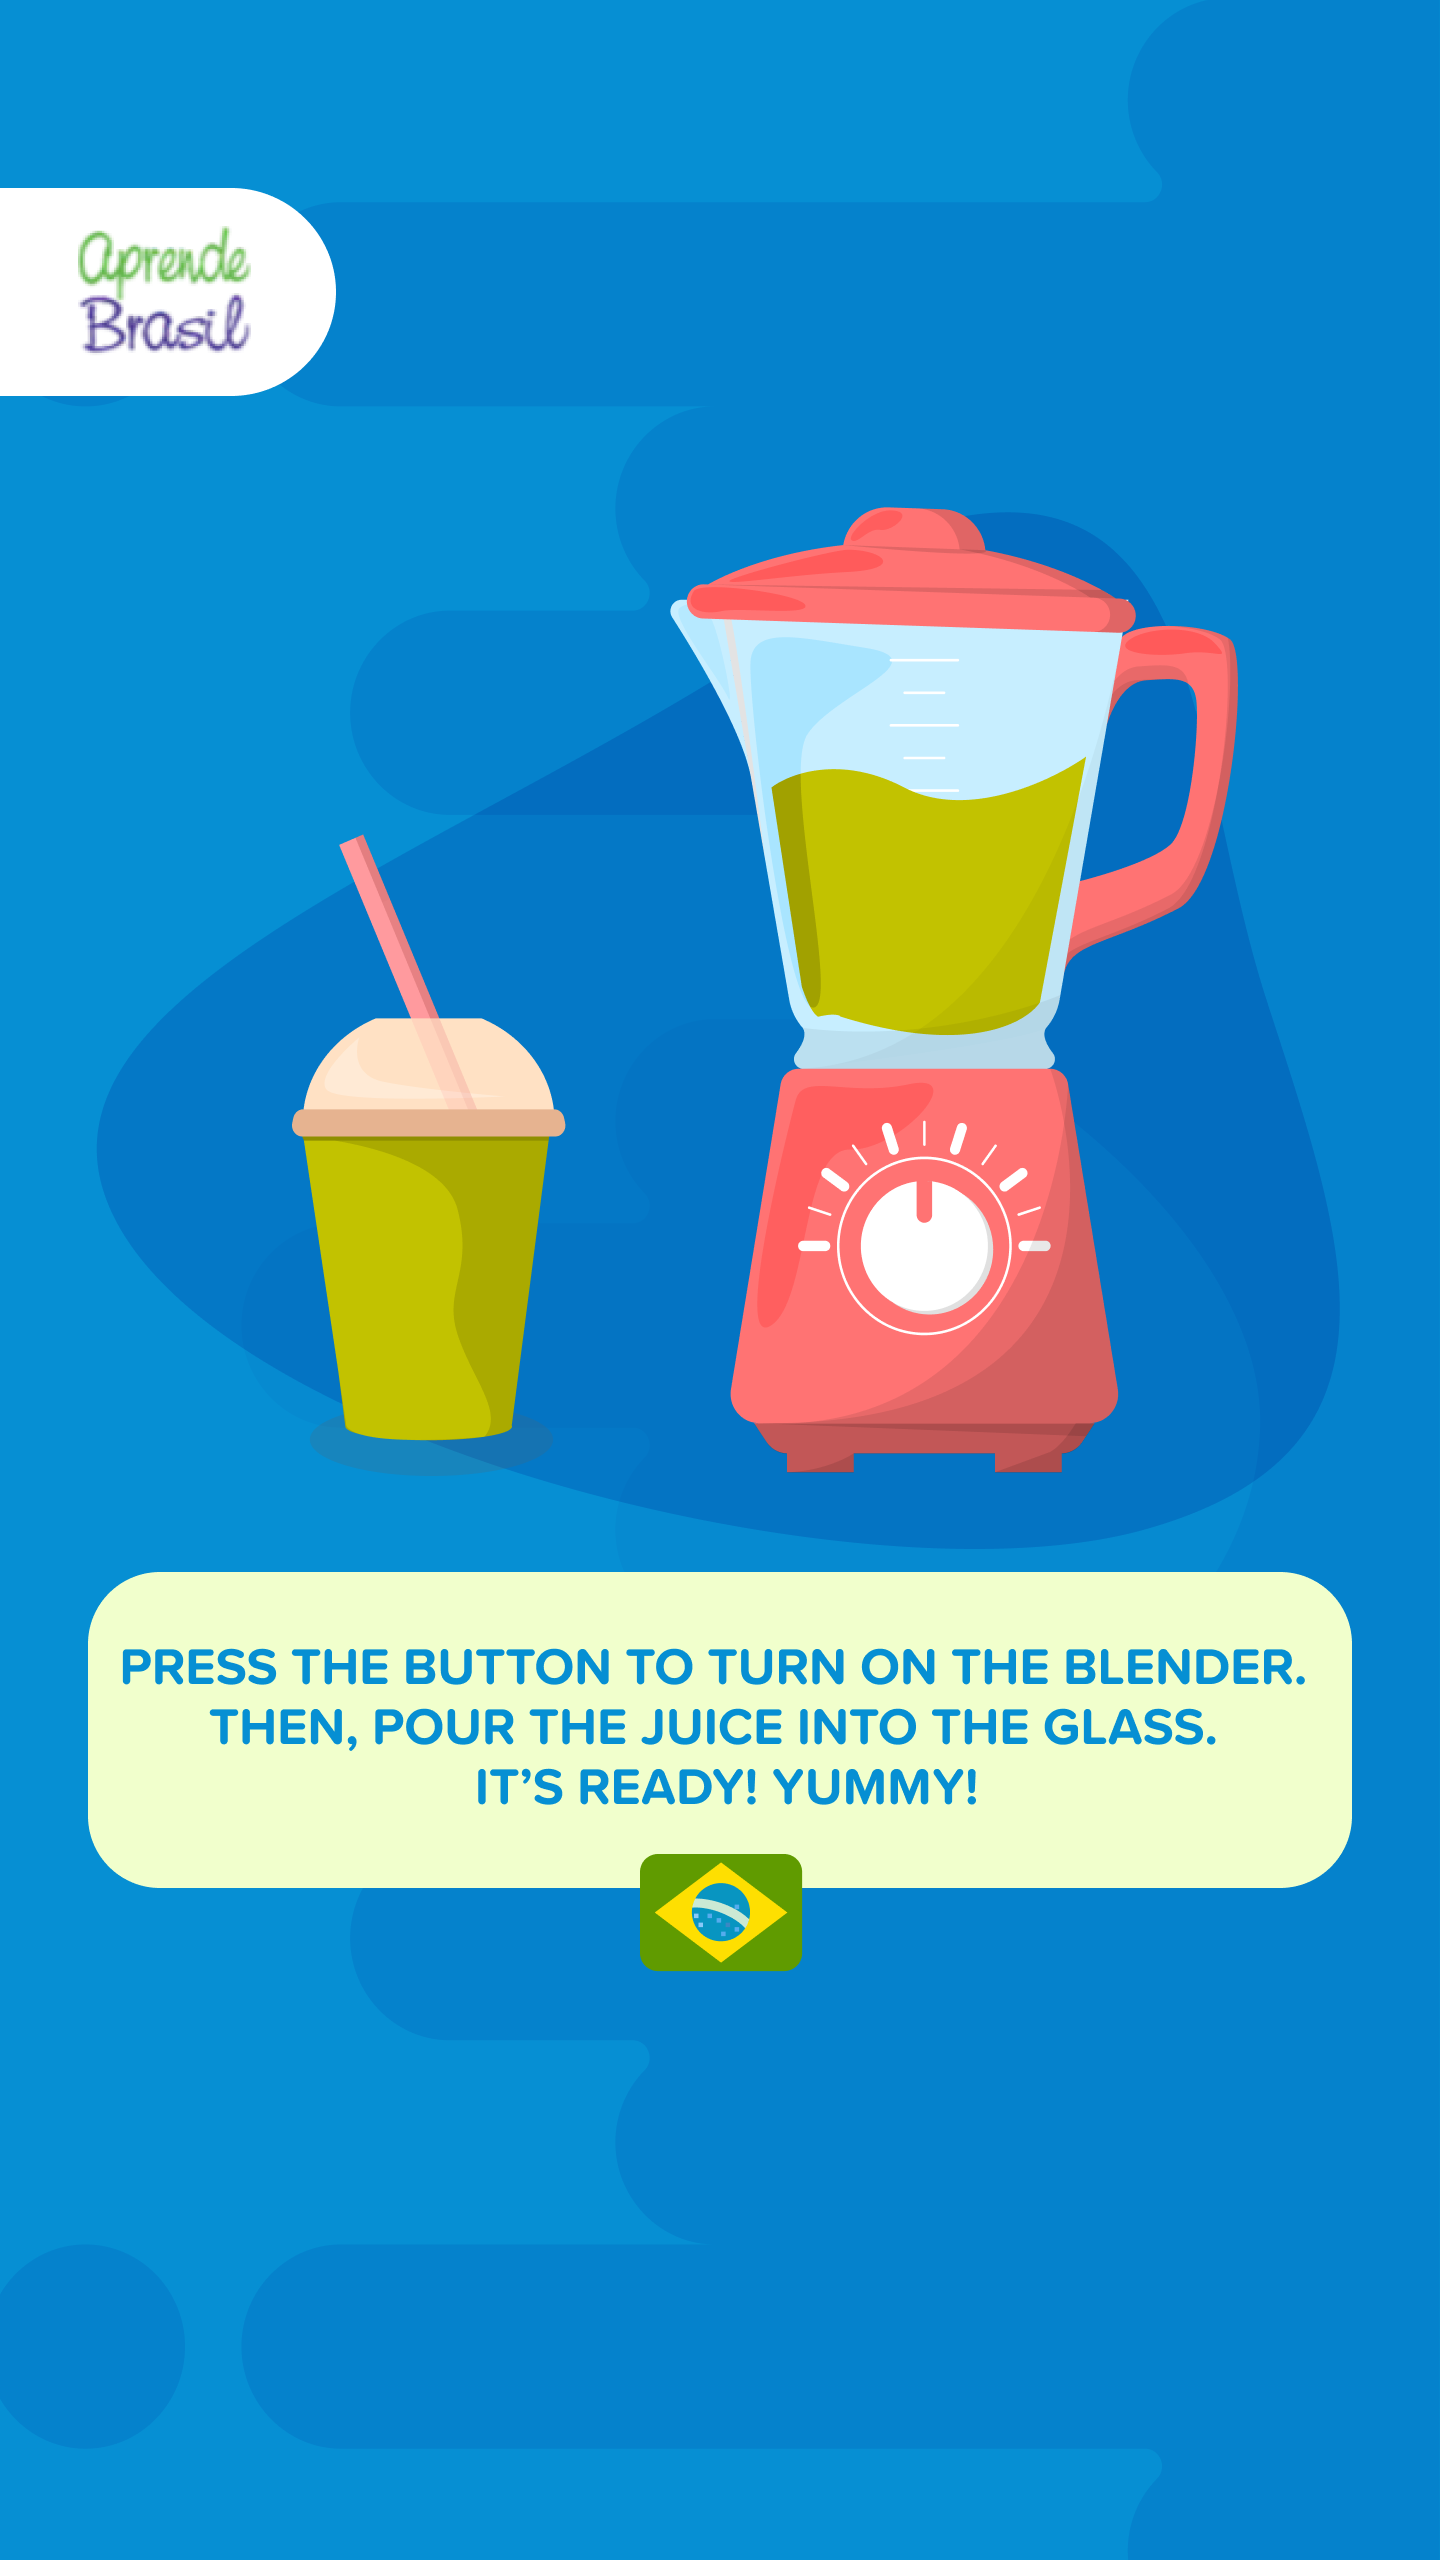 aprende
Brasil
PRESS THE BUTTON TO TURN ON THE BLENDER.
THEN, POUR THE JUICE INTO THE GLASS.
IT’S READY! YUMMY!